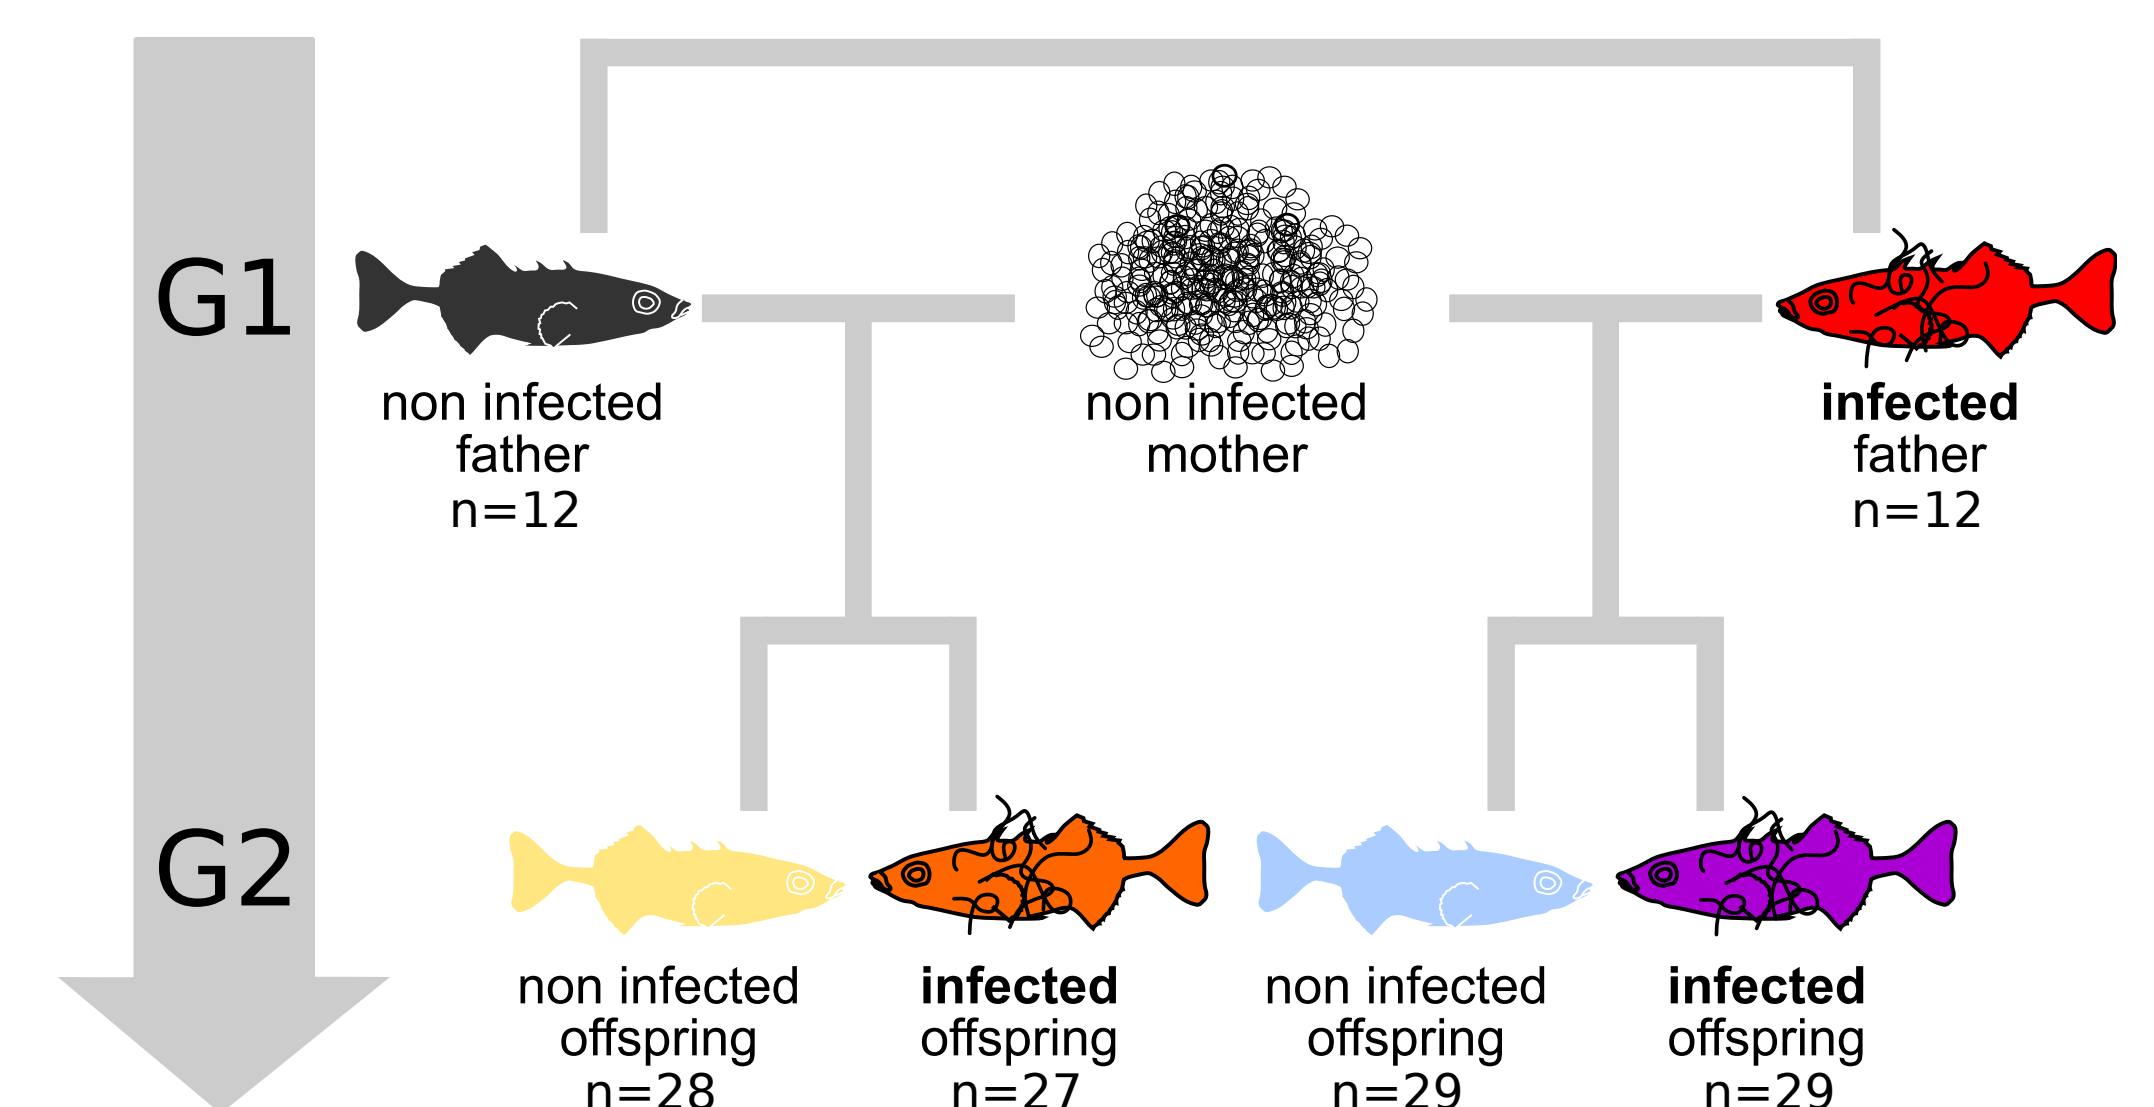 G1
non infected
father
n=12
non infected
mother
infected
father
n=12
G2
non infected
offspring
n=28
infected
offspring
n=27
non infected
offspring
n=29
infected
offspring
n=29